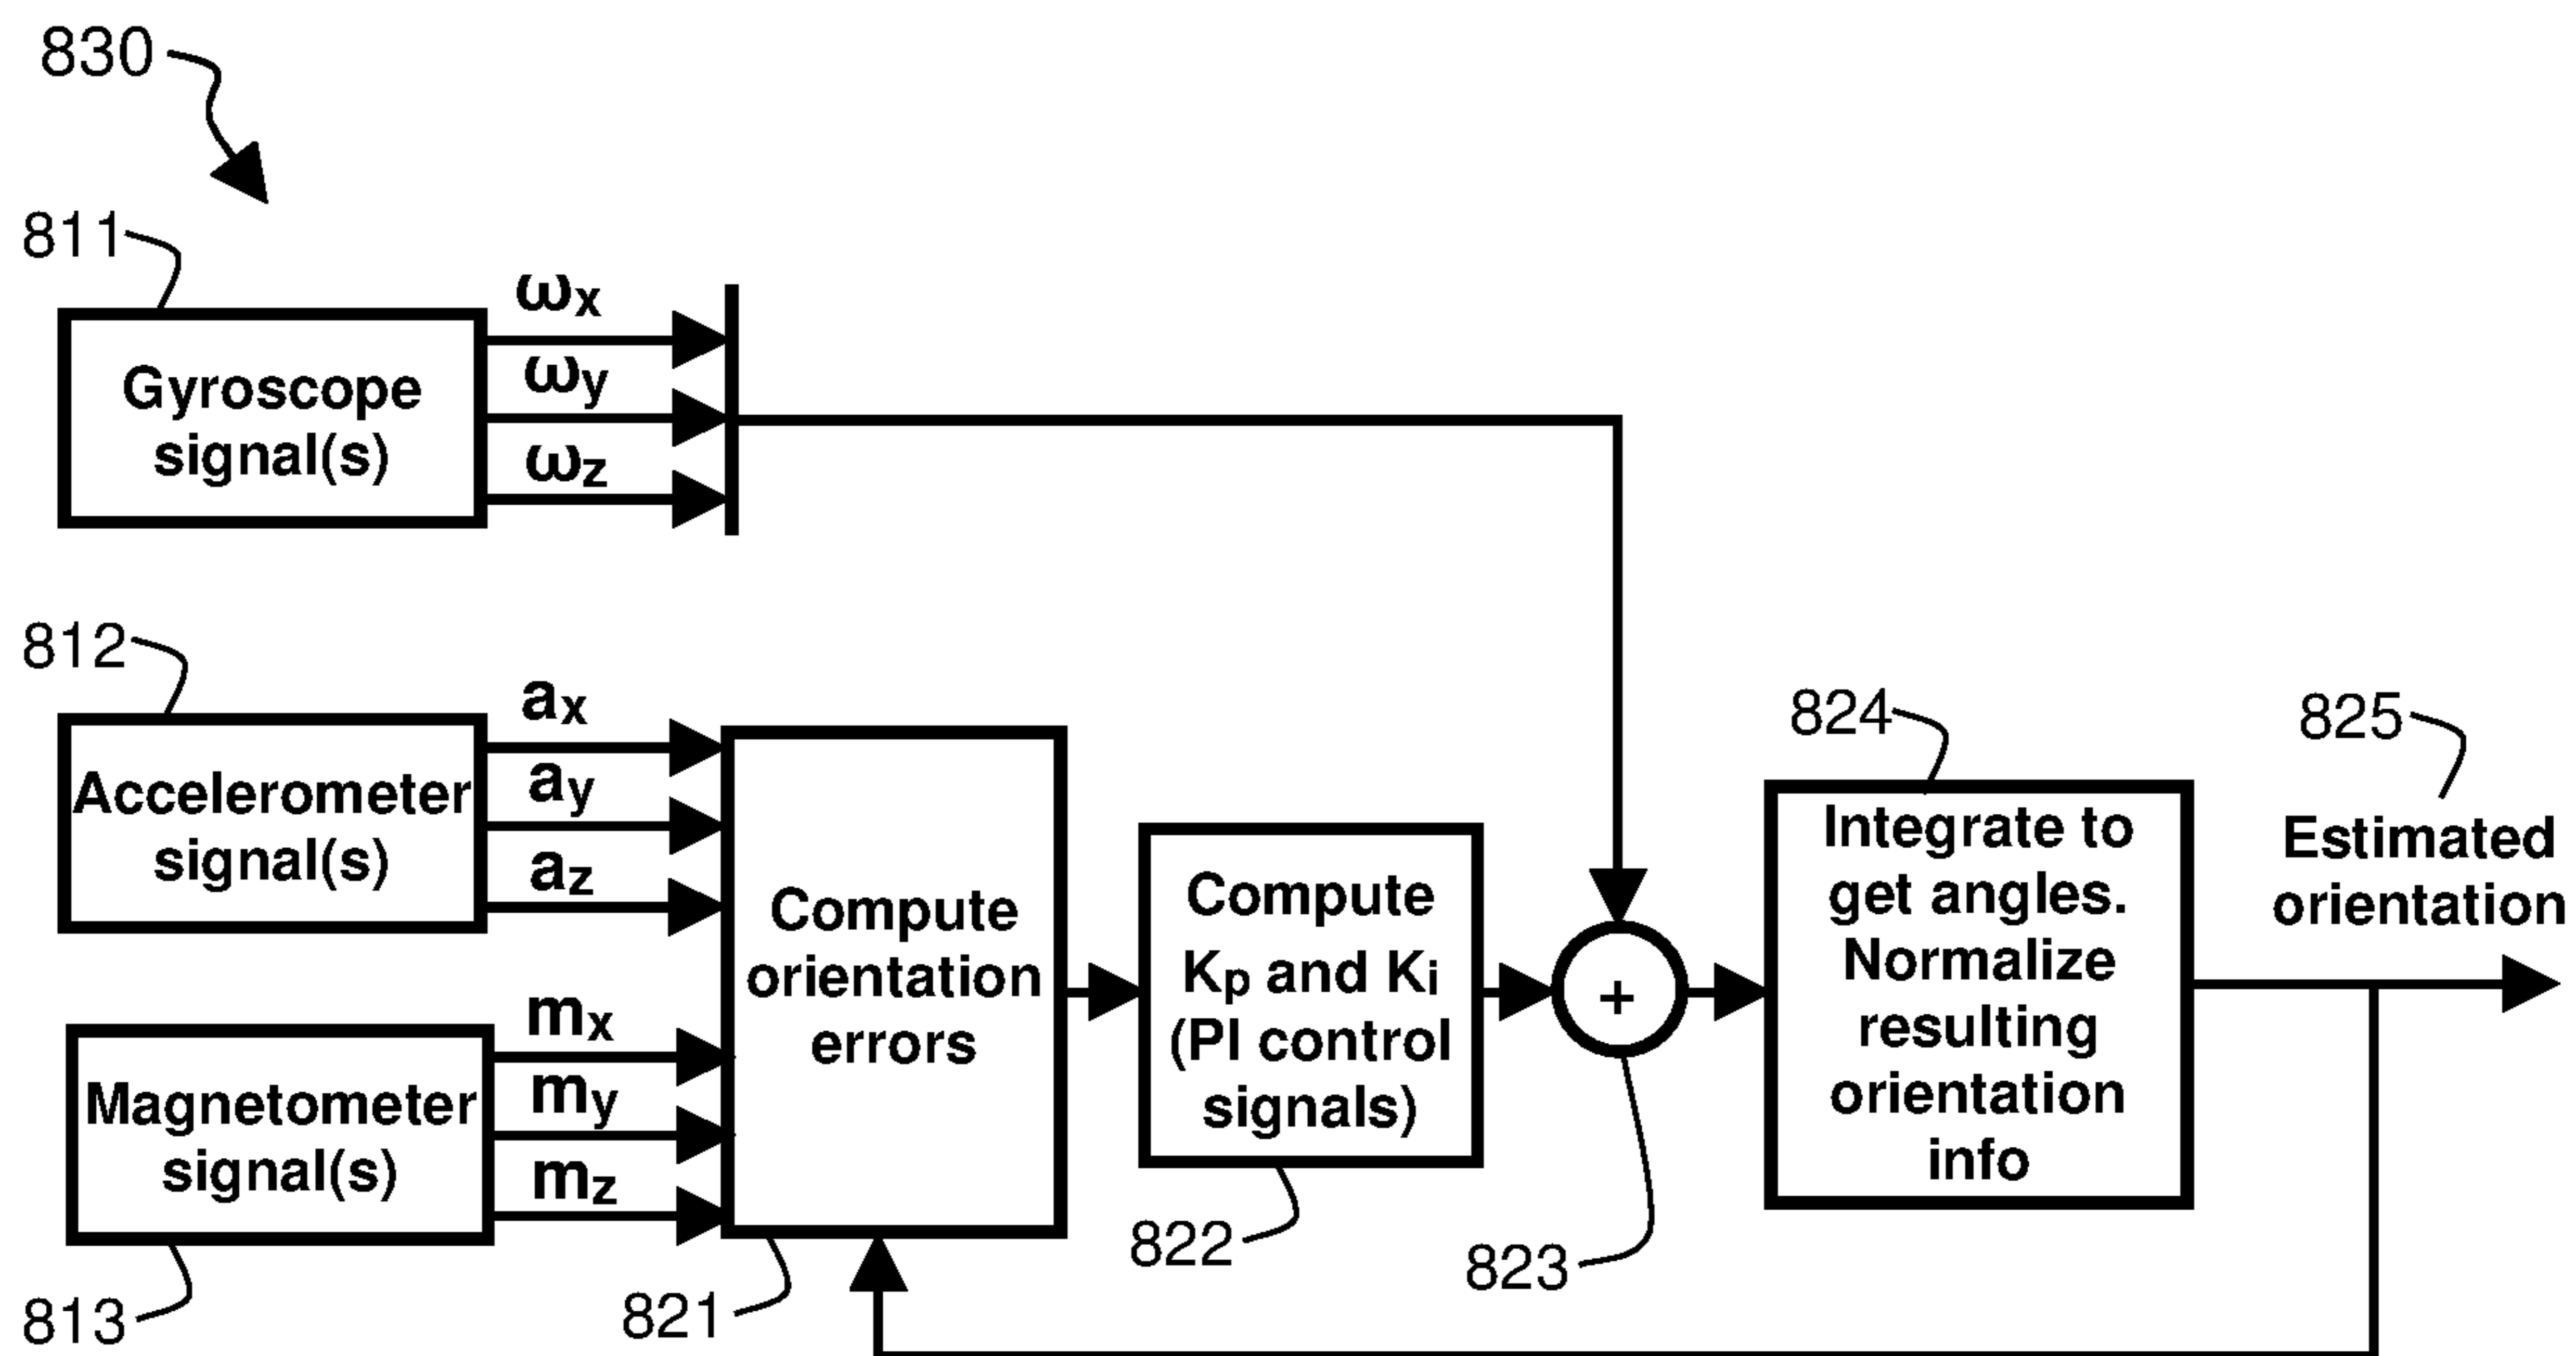 830
811
Gyroscope
signal(s)
ωx
ωy
ωz
812
Accelerometer
signal(s)
ax
ay
az
813
Magnetometer
signal(s)
mx
my
mz
821
Compute
orientation
errors
822
Compute
Kp and Ki
(PI control
signals)
823
+
824
Integrate to
get angles.
Normalize
resulting
orientation
info
825
Estimated
orientation